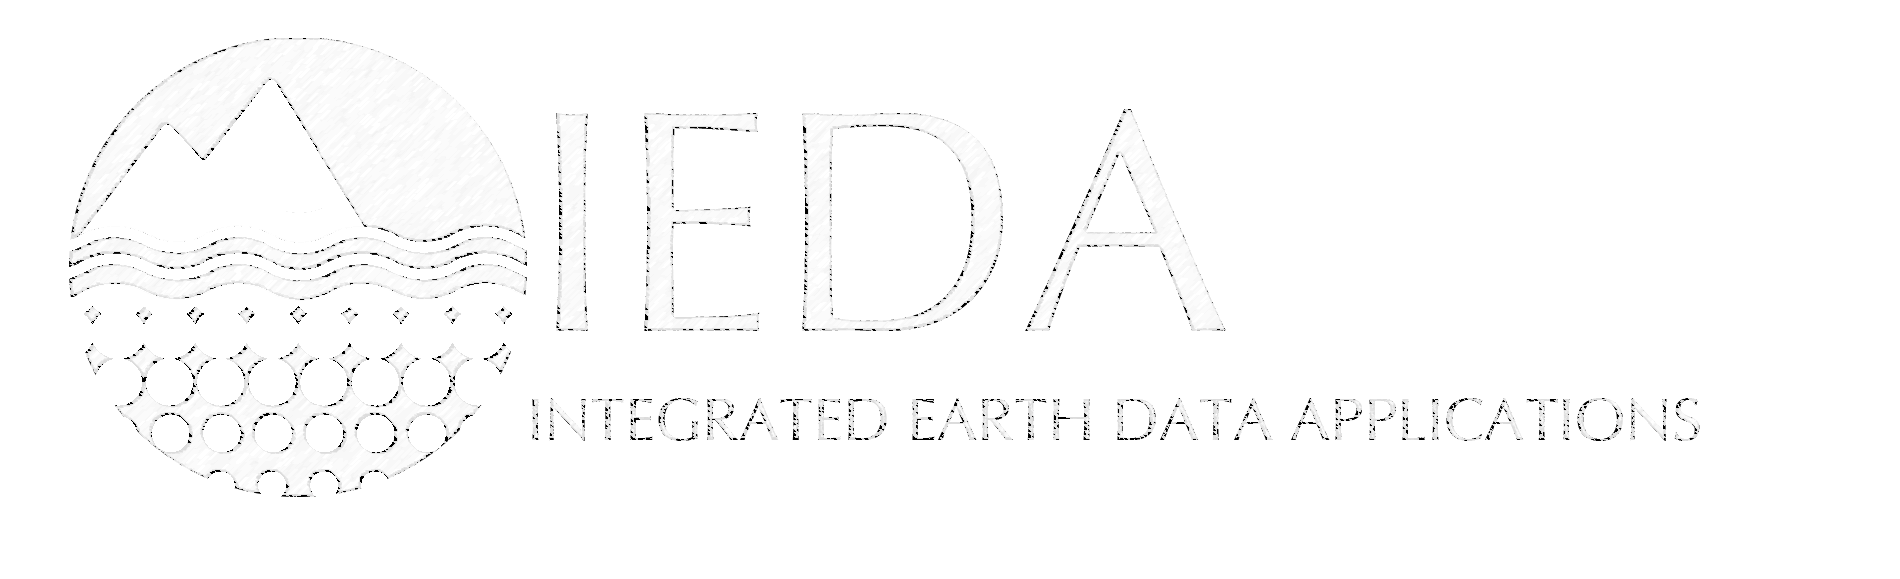 IEDA
INTEGRATED EARTH DATA APPLICATIONS